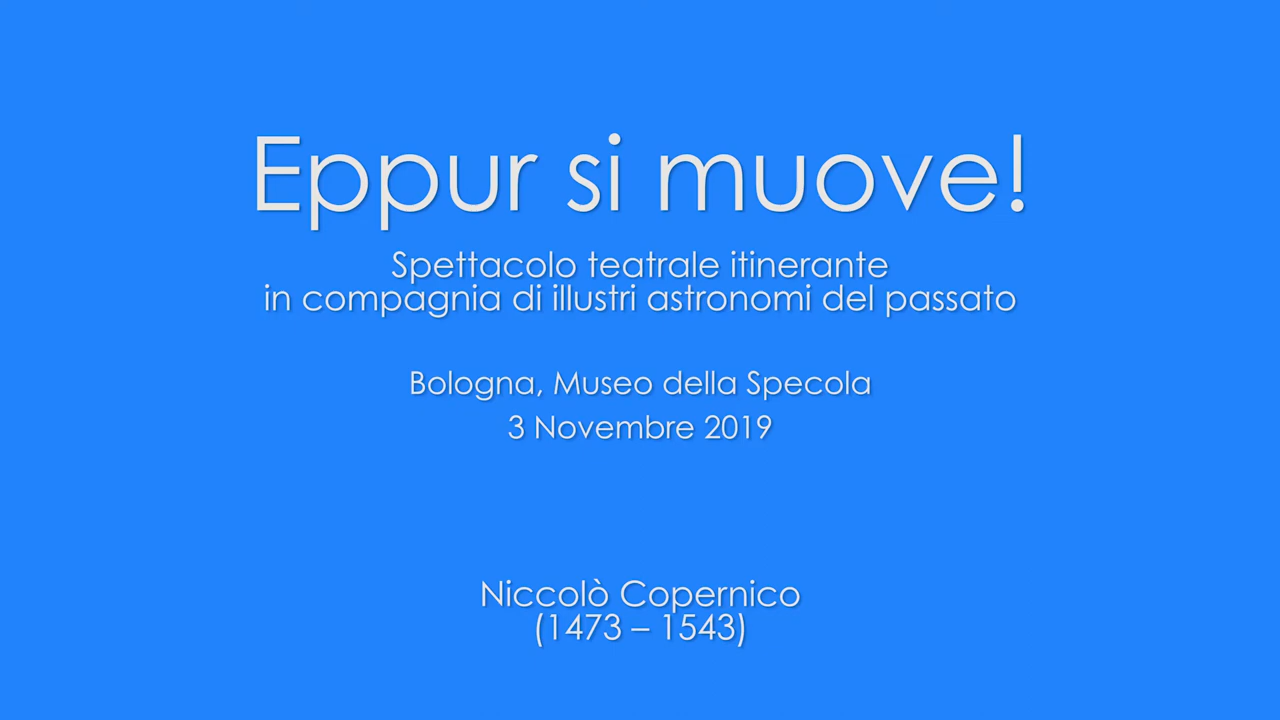 Eppur si muove!
Spettacolo teatrale itinerante
in compagnia di illustri astronomi del passato
Bologna, Museo della Specola
3 Novembre 2019
Niccolò Copernico
(1473 – 1543)